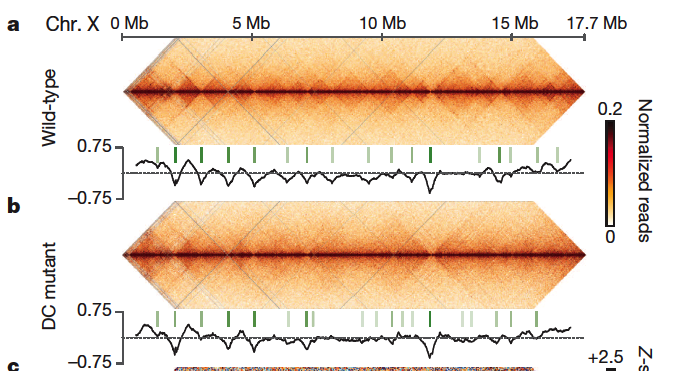 a Chr. X 0 Mb 5 Mb 10 Mb 15 Mb 17.7 Mb
Wild-type
0.75
−0.75
0.2
0
Normalized reads
b
DC mutant
0.75
−0.75
c
+2.5
Z-s